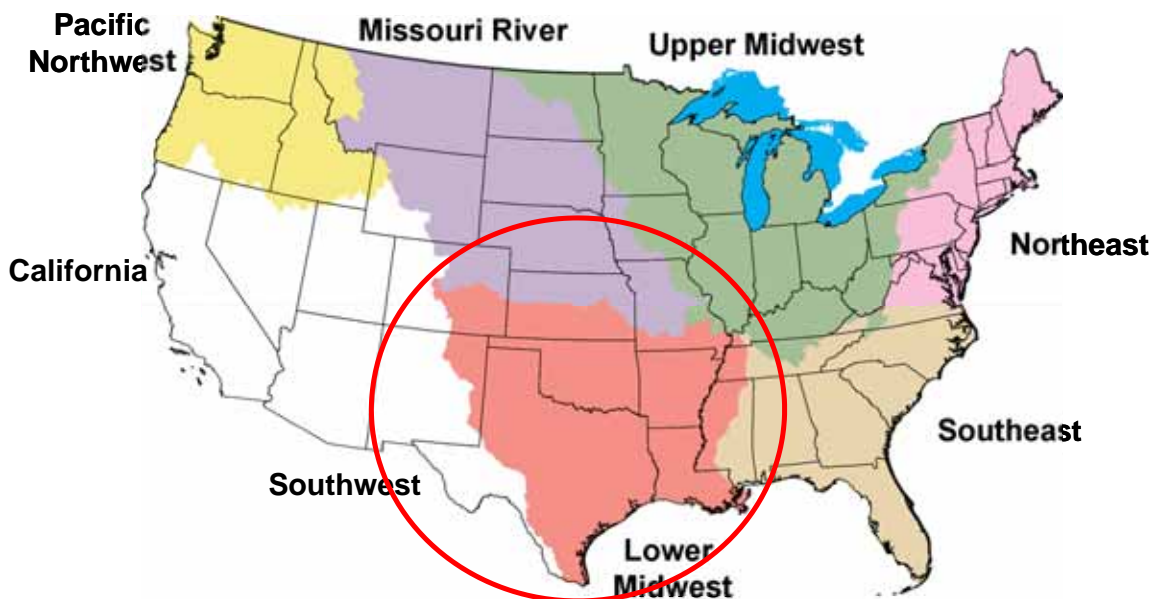 Pacific
Northwest
Missouri River
Upper Midwest
California
Northeast
Southwest
Southeast
Lower
Midwest